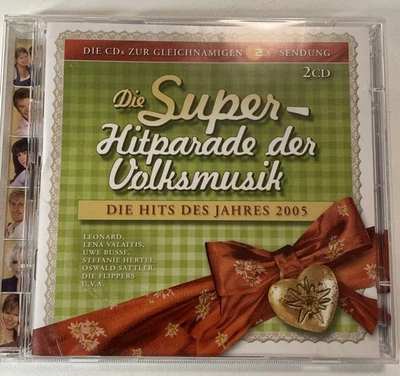 DIE CDs ZUR GLEICHNAMIGEN ZDF SENDUNG
2CD
Die Super-
Hitparade der
Volksmusik
DIE HITS DES JAHRES 2005
LEONARD,
LENA VALAITIS,
UWE BUSSE,
STEFANIE HERTEL,
OSWALD SATTLER,
DIE FLIPPERS
U.V.A.